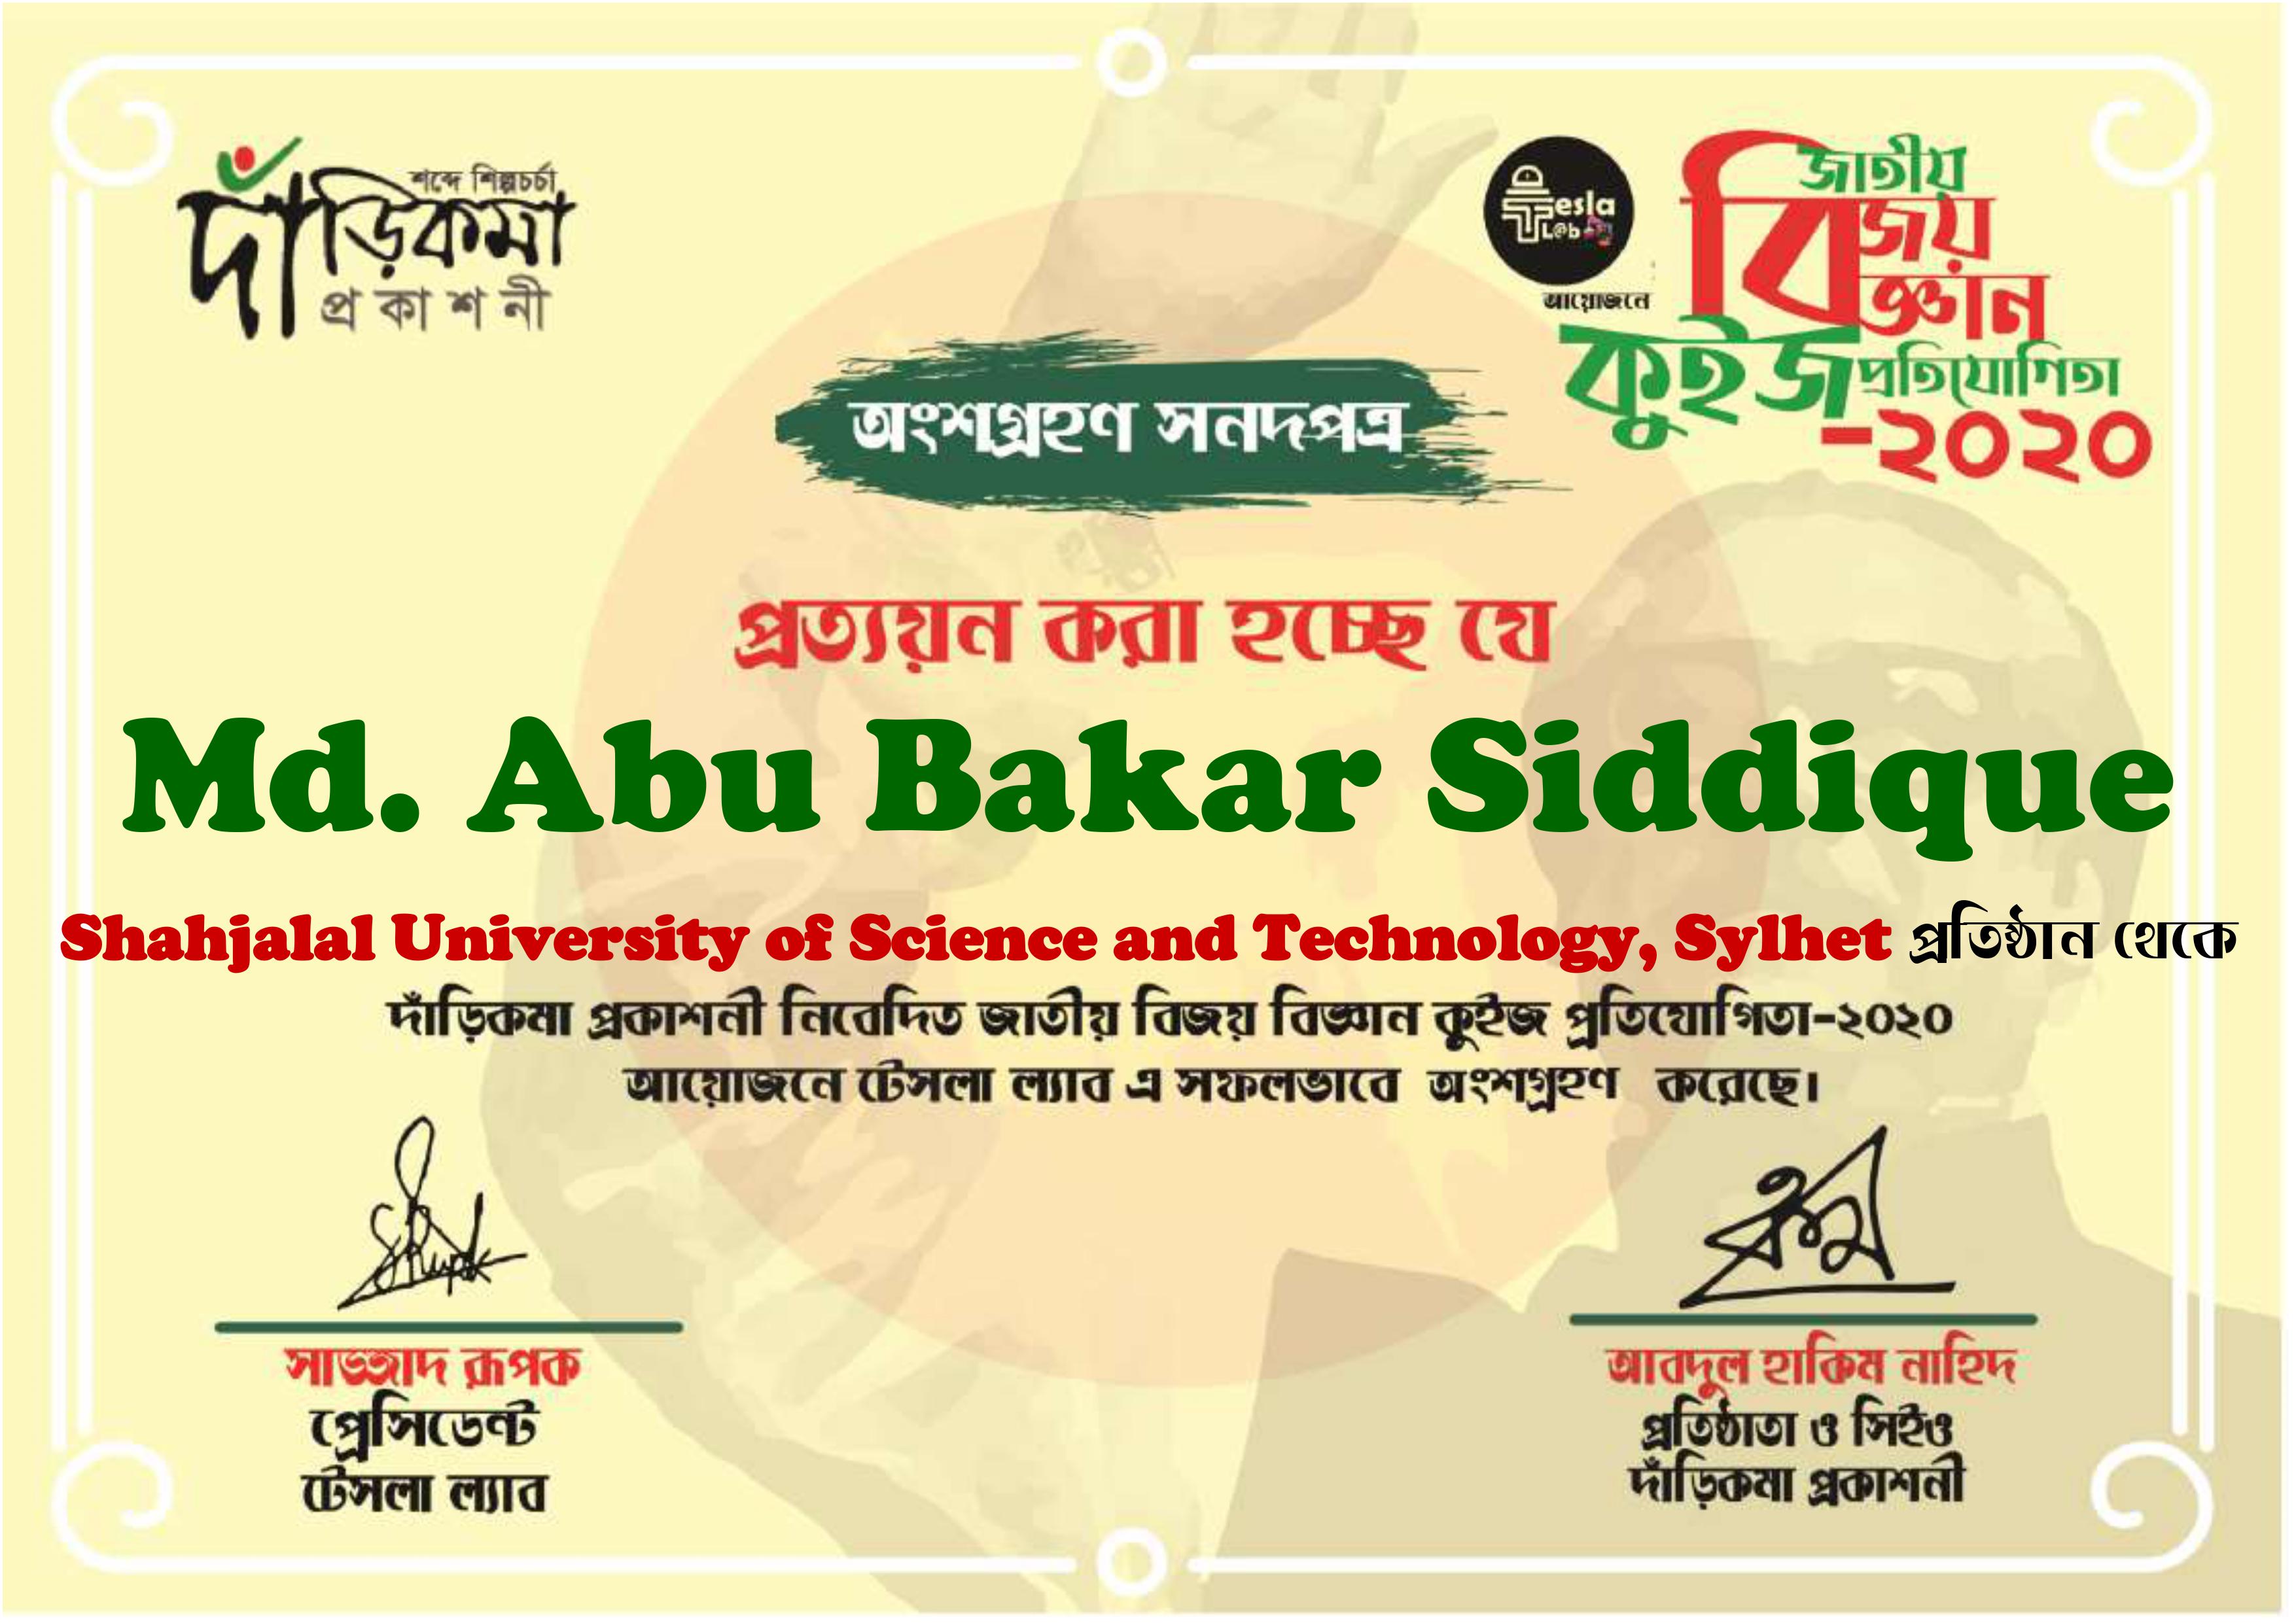 শব্দে শিল্পচর্চা
দাঁড়িকমা
প্রকাশনী
Tesla
L@b
আয়োজনে
জাতীয়
বিজয়
বিজ্ঞান
কুইজ প্রতিযোগিতা
-২০২০
অংশগ্রহণ সনদপত্র
প্রত্যয়ন করা হচ্ছে যে
Md. Abu Bakar Siddique
Shahjalal University of Science and Technology, Sylhet প্রতিষ্ঠান থেকে
দাঁড়িকমা প্রকাশনী নিবেদিত জাতীয় বিজয় বিজ্ঞান কুইজ প্রতিযোগিতা-২০২০
আয়োজনে টেসলা ল্যাব এ সফলভাবে অংশগ্রহণ করেছে।
সাজ্জাদ রূপক
প্রেসিডেন্ট
টেসলা ল্যাব
আবদুল হাকিম নাহিদ
প্রতিষ্ঠাতা ও সিইও
দাঁড়িকমা প্রকাশনী